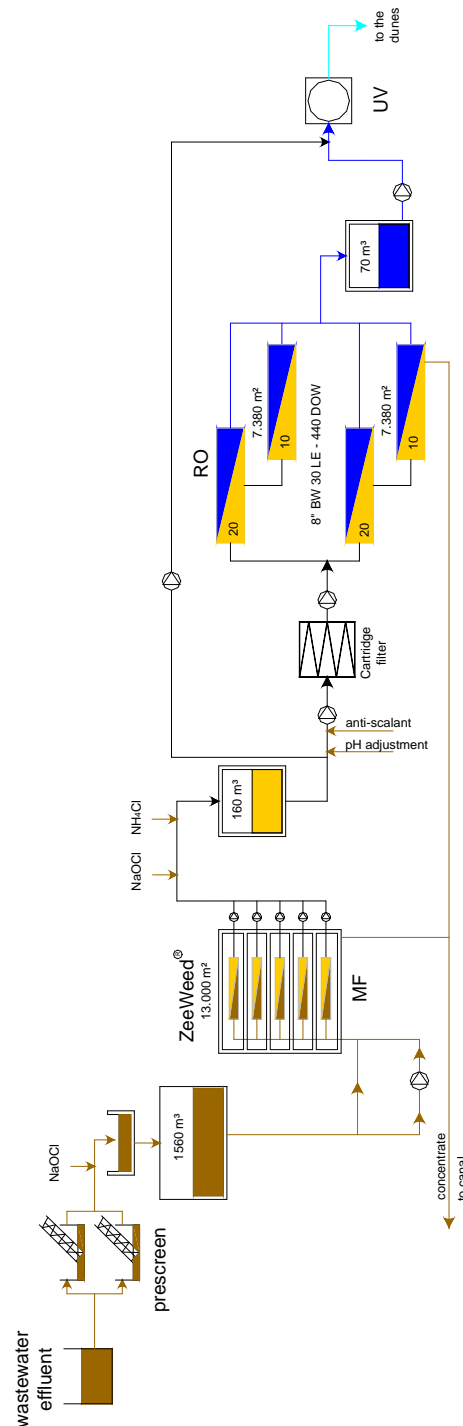 wastewater
effluent
prescreen
NaOCl
1560 m³
ZeeWeed®
13.000 m²
MF
NaOCl
NH₄Cl
160 m³
pH adjustment
anti-scalant
Cartridge
filter
RO
20
10
7.380 m²
8" BW 30 LE - 440 DOW
20
10
7.380 m²
70 m³
UV
to the
dunes
concentrate
to canal